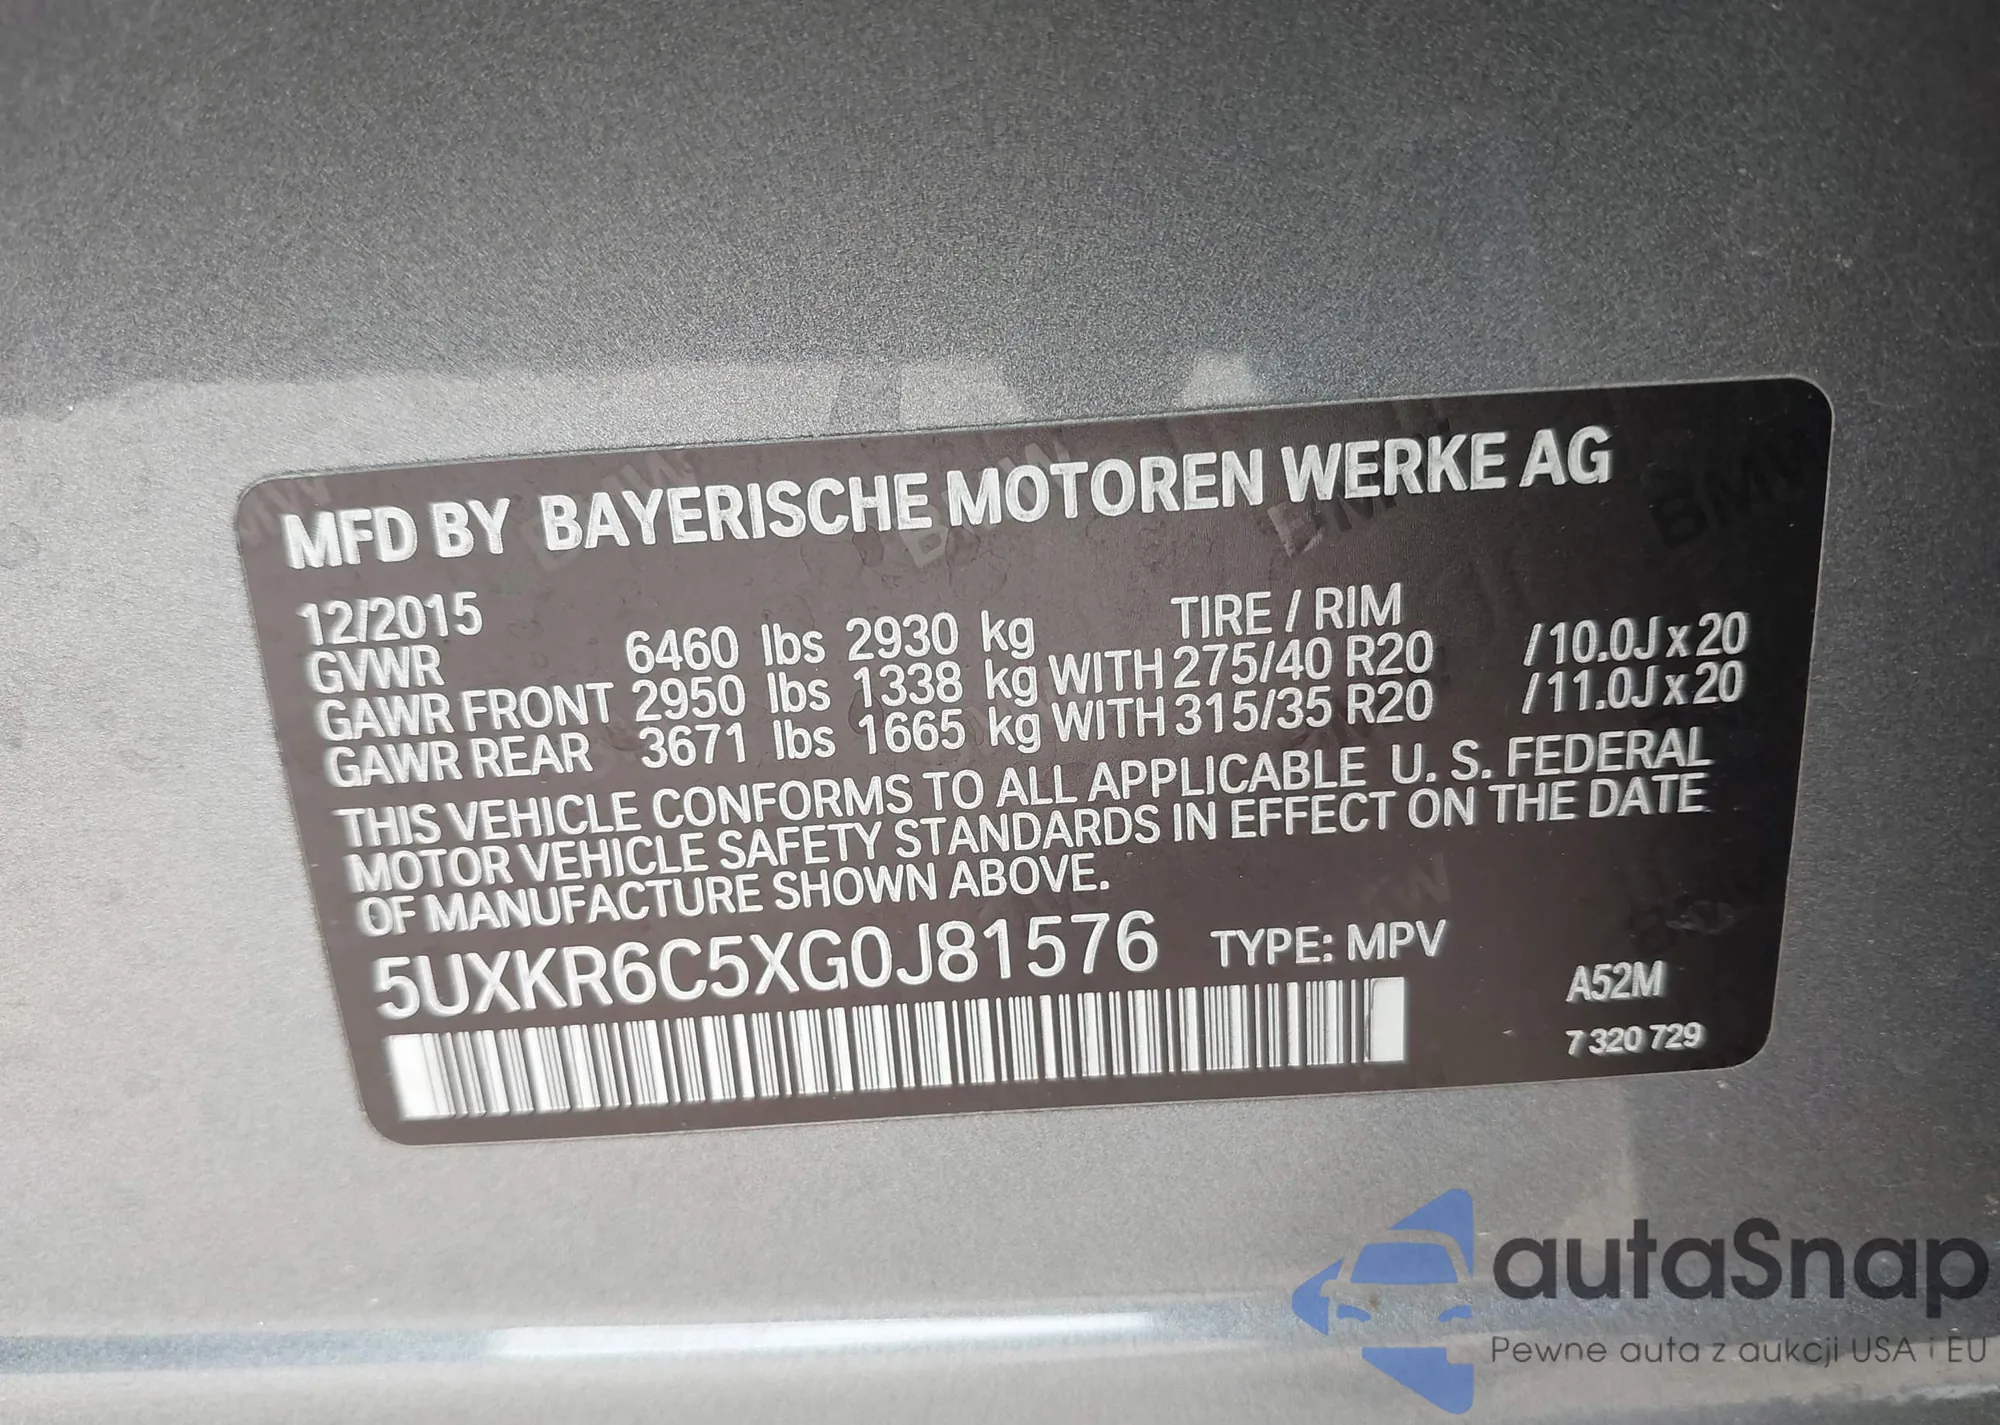 MFD BY BAYERISCHE MOTOREN WERKE AG
12/2015 TIRE / RIM
GVWR 6460 lbs 2930 kg
GAWR FRONT 2950 lbs 1338 kg WITH 275/40 R20 /10.0J x 20
GAWR REAR 3671 lbs 1665 kg WITH 315/35 R20 /11.0J x 20
THIS VEHICLE CONFORMS TO ALL APPLICABLE U. S. FEDERAL
MOTOR VEHICLE SAFETY STANDARDS IN EFFECT ON THE DATE
OF MANUFACTURE SHOWN ABOVE.
5UXKR6C5XG0J81576 TYPE: MPV
A52M
7 320 729
autaSnap
Pewne auta z aukcji USA i EU